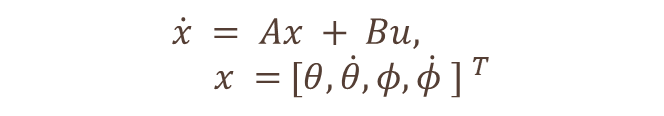 ẋ = Ax + Bu,
x = [θ, θ̇, ϕ, ϕ̇ ]ᵀ